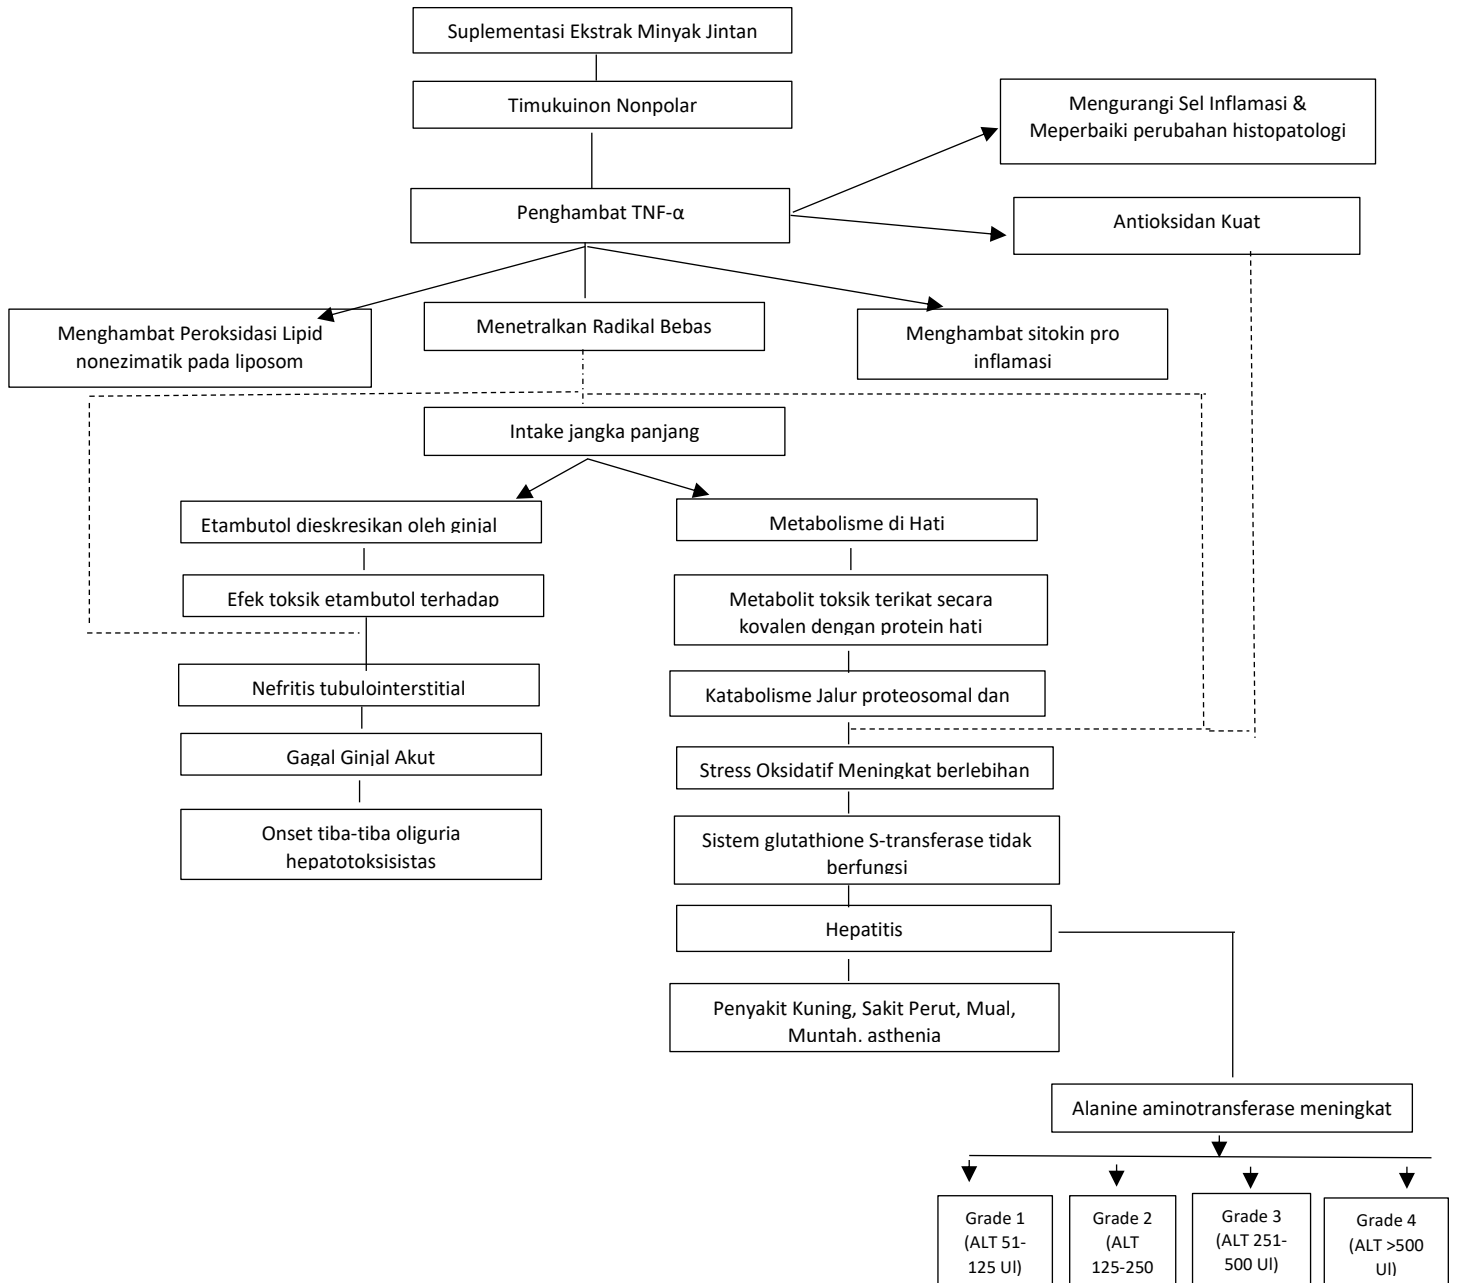 Suplementasi Ekstrak Minyak Jintan
Timukuinon Nonpolar
Mengurangi Sel Inflamasi &
Meperbaiki perubahan histopatologi
Penghambat TNF-α
Antioksidan Kuat
Menghambat Peroksidasi Lipid
nonezimatik pada liposom
Menetralkan Radikal Bebas
Menghambat sitokin pro
inflamasi
Intake jangka panjang
Etambutol dieskresikan oleh ginjal
Metabolisme di Hati
Efek toksik etambutol terhadap
Metabolit toksik terikat secara
kovalen dengan protein hati
Nefritis tubulointerstitial
Katabolisme Jalur proteosomal dan
Gagal Ginjal Akut
Stress Oksidatif Meningkat berlebihan
Onset tiba-tiba oliguria
hepatotoksisistas
Sistem glutathione S-transferase tidak
berfungsi
Hepatitis
Penyakit Kuning, Sakit Perut, Mual,
Muntah. asthenia
Alanine aminotransferase meningkat
Grade 1
(ALT 51-
125 Ul)
Grade 2
(ALT
125-250
Grade 3
(ALT 251-
500 Ul)
Grade 4
(ALT >500
Ul)